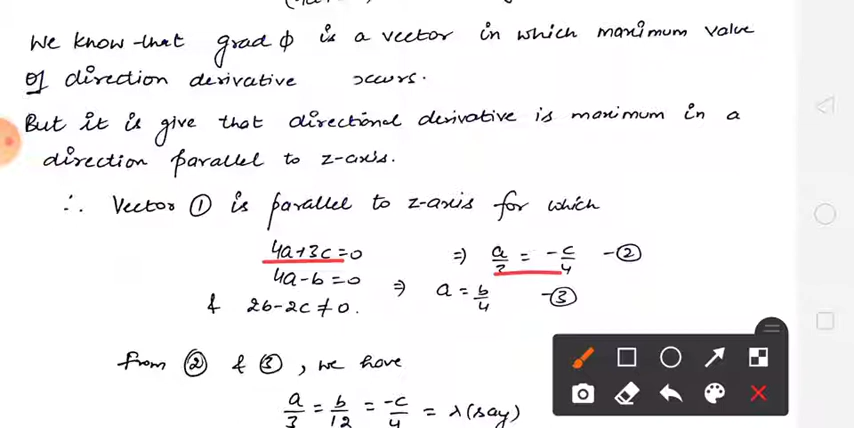 We know that grad φ is a vector in which maximum value
of direction derivative occurs.
But it is give that directional derivative is maximum in a
direction parallel to z-axis.
∴ Vector ① is parallel to z-axis for which
4a+3c=0 ⇒ a/3 = -c/4 -②
4a-b=0 ⇒ a = b/4 -③
& 2b-2c≠0.
from ② & ③, we have
a/3 = b/12 = -c/4 = λ(say)